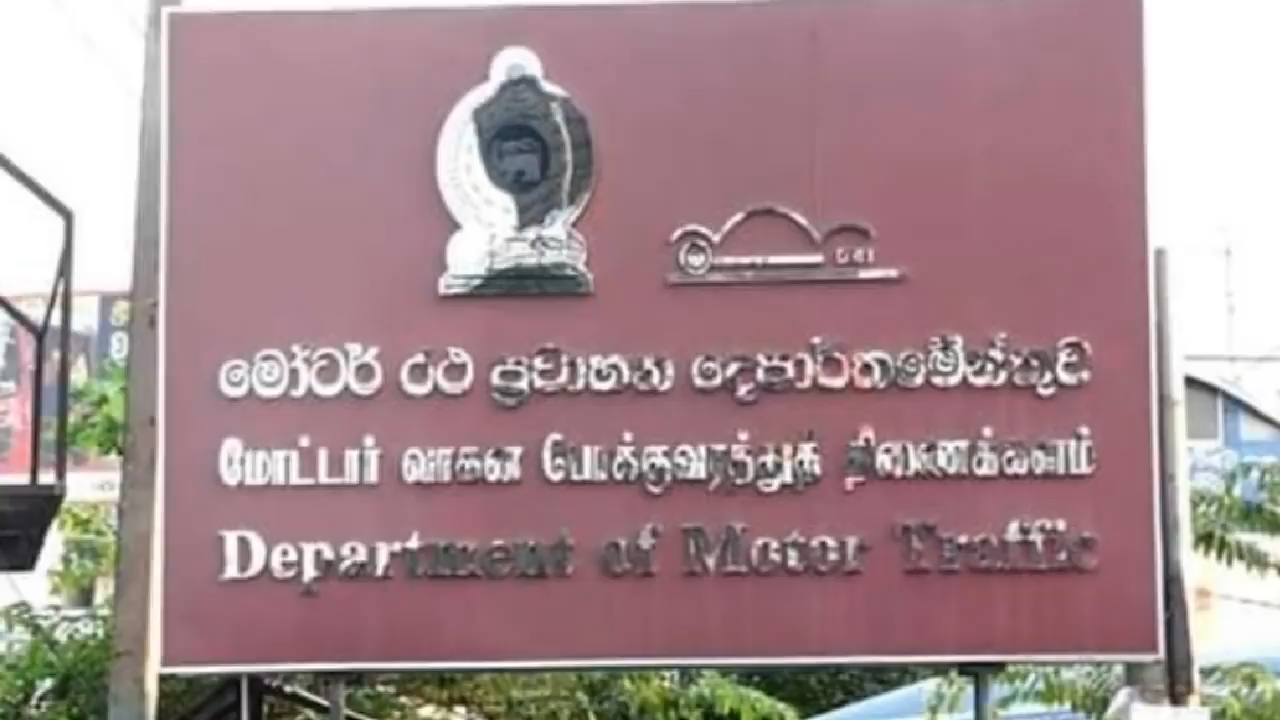 මෝටර් රථ ප්‍රවාහන දෙපාර්තමේන්තුව
மோட்டார் வாகன போக்குவரத்துத் திணைக்களம்
Department of Motor Traffic